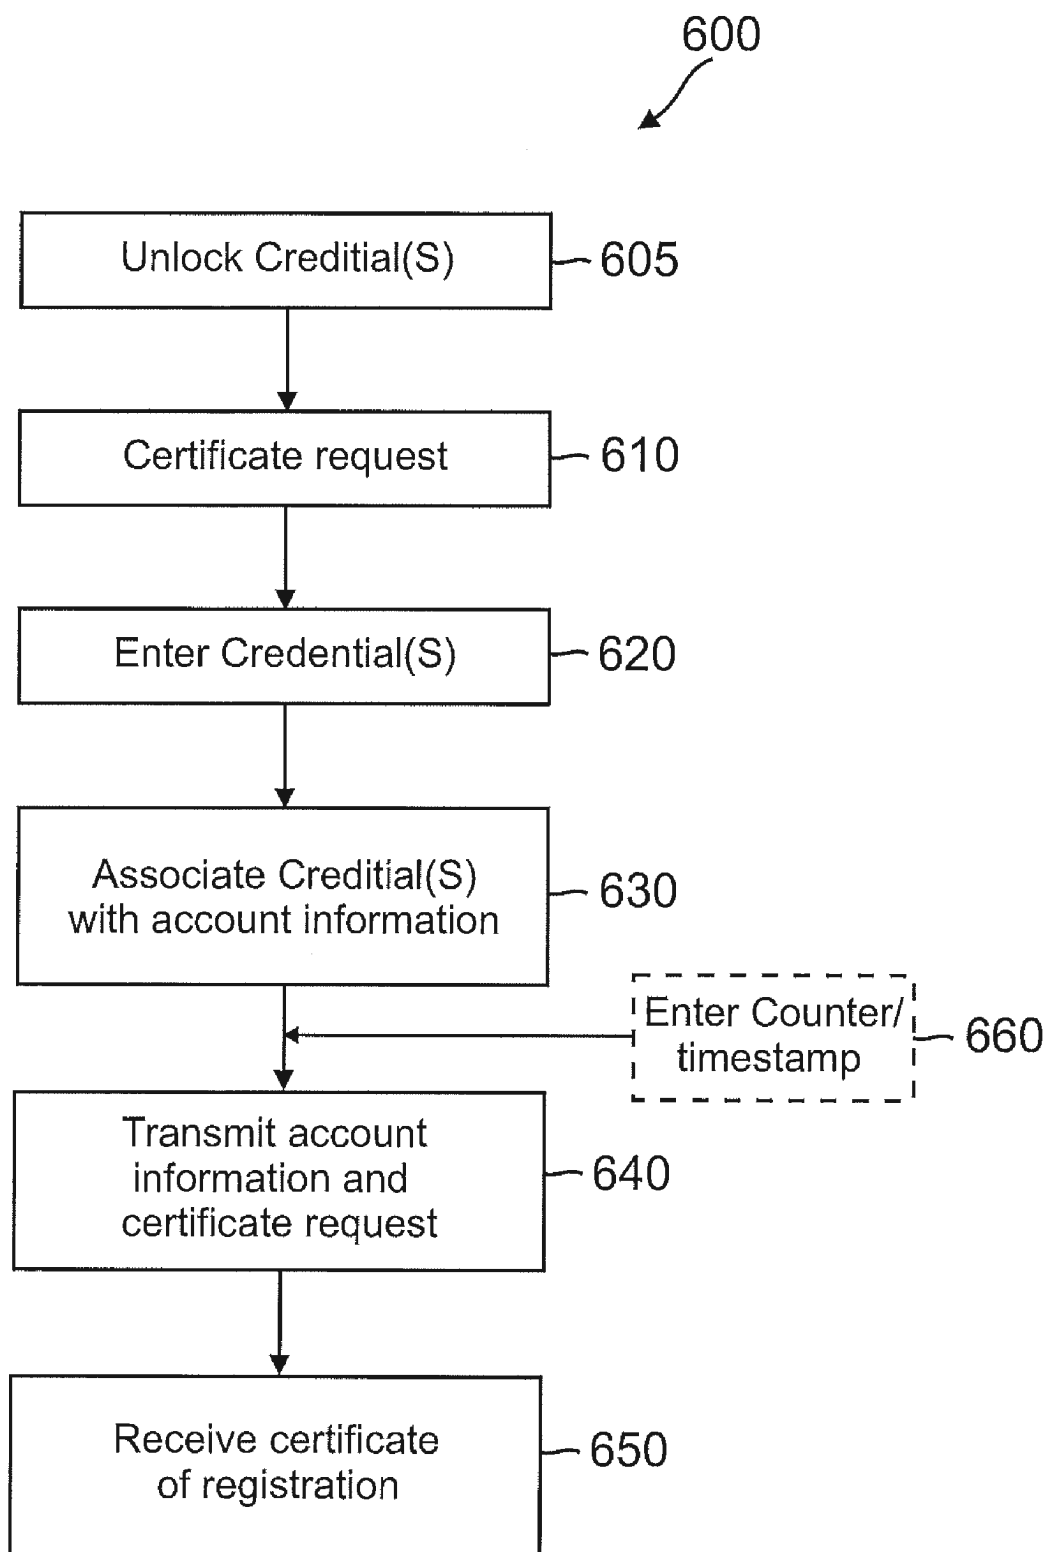 600
Unlock Creditial(S)
605
Certificate request
610
Enter Credential(S)
620
Associate Creditial(S)
with account information
630
Enter Counter/
timestamp
660
Transmit account
information and
certificate request
640
Receive certificate
of registration
650